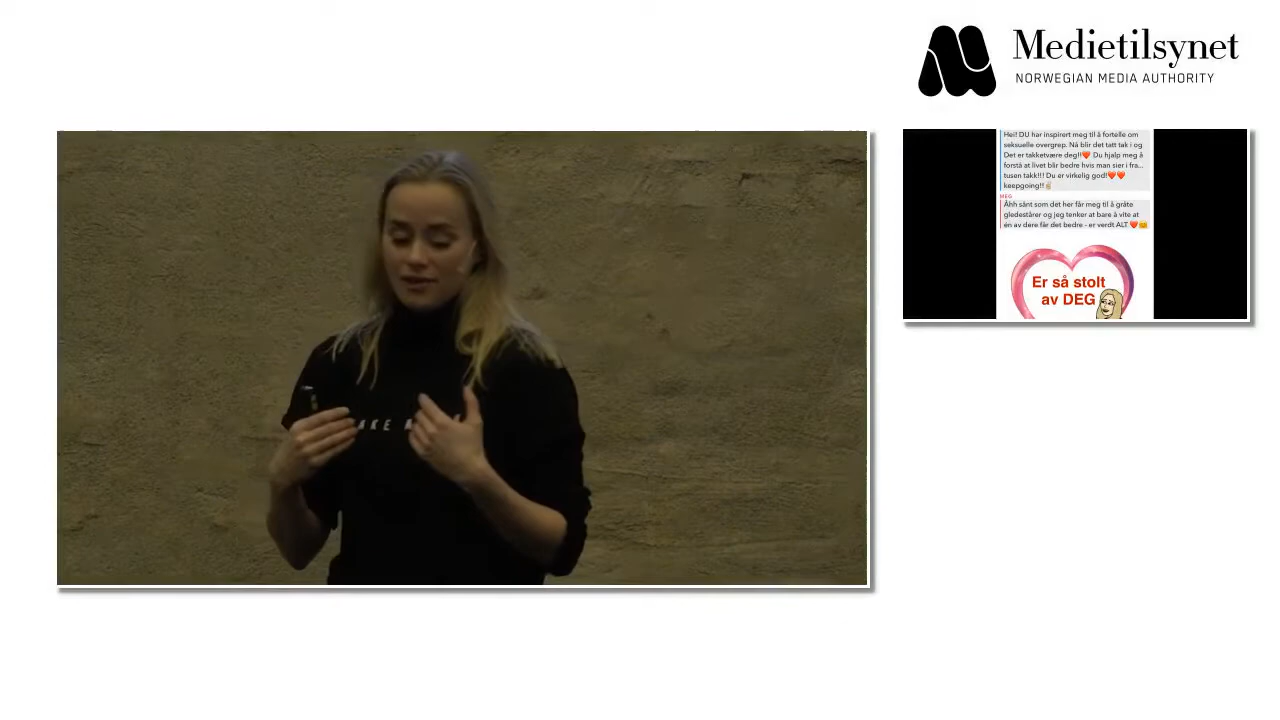 Medietilsynet
NORWEGIAN MEDIA AUTHORITY
Hei! DU har inspirert meg til å fortelle om
seksuelle overgrep. Nå blir det tatt tak i og
Det er takketvære deg!!❤️ Du hjalp meg å
forstå at livet blir bedre hvis man sier i fra...
tusen takk!!! Du er virkelig god!❤️❤️
keepgoing!!
MEG
Åhh sånt som det her får meg til å gråte
gledestårer og jeg tenker at bare å vite at
en av dere får det bedre - er verdt ALT ❤️😊
Er så stolt
av DEG
AKE